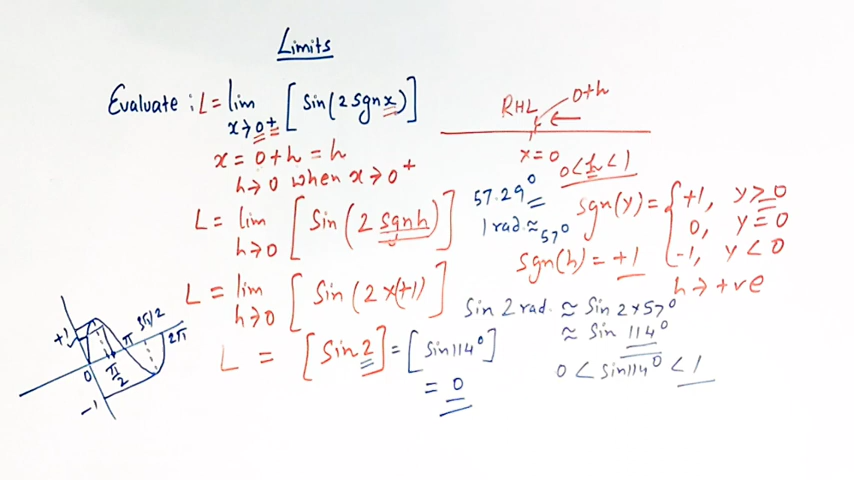 Limits
Evaluate : L = lim x→0+ [Sin(2 sgn x)]
x = 0+h = h
h→0 when x→0+
L = lim h→0 [Sin (2 sgn h)]
L = lim h→0 [Sin (2×(+1))]
L = [Sin 2] = [Sin 114°]
= 0
RHL 0+h
x=0
0<h<1
57.29°
1 rad ≈ 57°
sgn(y) = { +1, y>0
0, y=0
-1, y<0
sgn(h) = +1
h→+ve
Sin 2 rad. ≈ Sin 2×57°
≈ Sin 114°
0 < Sin114° < 1
+1
0
π/2
π
3π/2
2π
-1